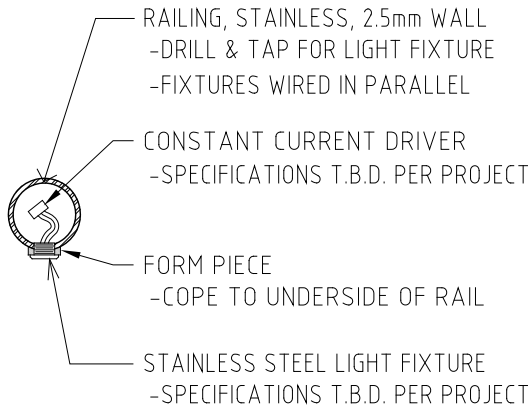 RAILING, STAINLESS, 2.5mm WALL
-DRILL & TAP FOR LIGHT FIXTURE
-FIXTURES WIRED IN PARALLEL
CONSTANT CURRENT DRIVER
-SPECIFICATIONS T.B.D. PER PROJECT
FORM PIECE
-COPE TO UNDERSIDE OF RAIL
STAINLESS STEEL LIGHT FIXTURE
-SPECIFICATIONS T.B.D. PER PROJECT